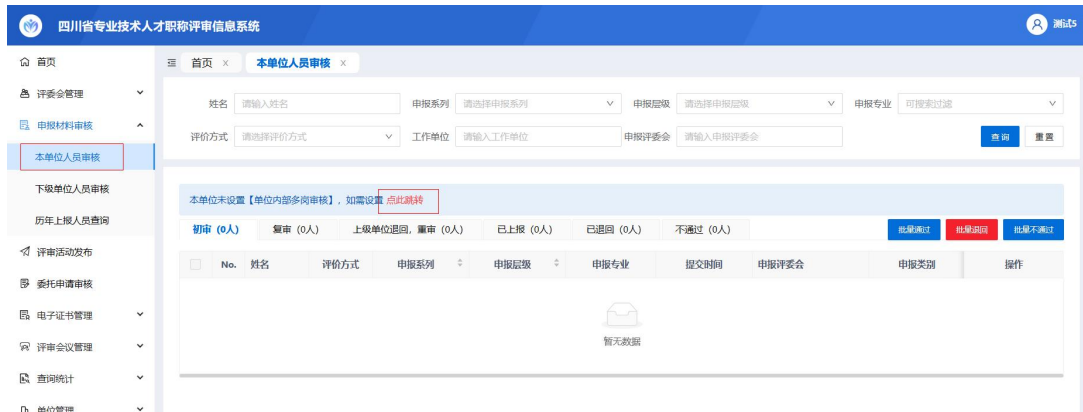 四川省专业技术人才职称评审信息系统
测试5
首页
评委会管理
申报材料审核
本单位人员审核
下级单位人员审核
历年上报人员查询
评审活动发布
委托申请审核
电子证书管理
评审会议管理
查询统计
单位管理
首页 x 本单位人员审核 x
姓名 请输入姓名 申报系列 请选择申报系列 申报层级 请选择申报层级 申报专业 可搜索过滤
评价方式 请选择评价方式 工作单位 请输入工作单位 申报评委会 请输入申报评委会 查询 重置
本单位未设置【单位内部多岗审核】，如需设置 点此跳转
初审（0人） 复审（0人） 上级单位退回，重审（0人） 已上报（0人） 已退回（0人） 不通过（0人） 批量通过 批量退回 批量不通过
No. 姓名 评价方式 申报系列 申报层级 申报专业 提交时间 申报评委会 申报类别 操作
暂无数据